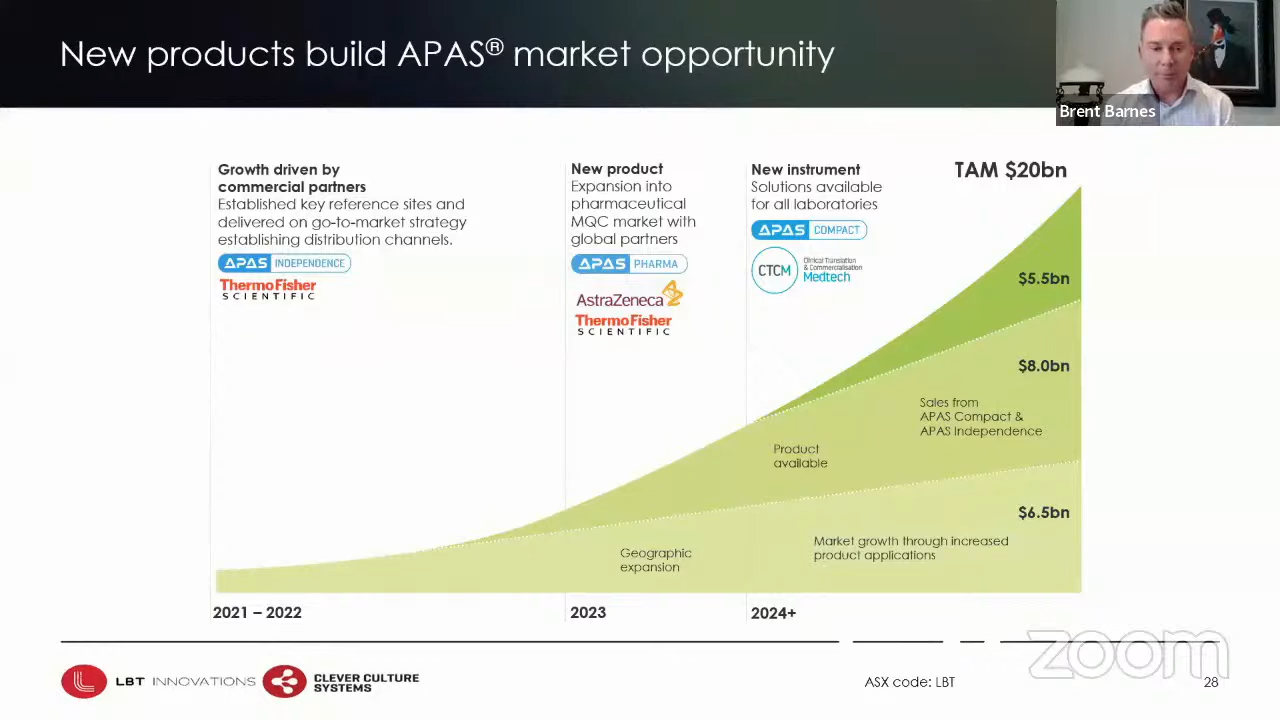 New products build APAS® market opportunity
Brent Barnes
Growth driven by
commercial partners
Established key reference sites and
delivered on go-to-market strategy
establishing distribution channels.
APAS INDEPENDENCE
ThermoFisher
SCIENTIFIC
New product
Expansion into
pharmaceutical
MQC market with
global partners
APAS PHARMA
AstraZeneca
ThermoFisher
SCIENTIFIC
New instrument
Solutions available
for all laboratories
APAS COMPACT
CTCM
Clinical Translation
& Commercialisation
Medtech
TAM $20bn
$5.5bn
$8.0bn
Sales from
APAS Compact &
APAS Independence
Product
available
$6.5bn
Market growth through increased
product applications
Geographic
expansion
2021 – 2022
2023
2024+
LBT INNOVATIONS
CLEVER CULTURE
SYSTEMS
ASX code: LBT
zoom
28